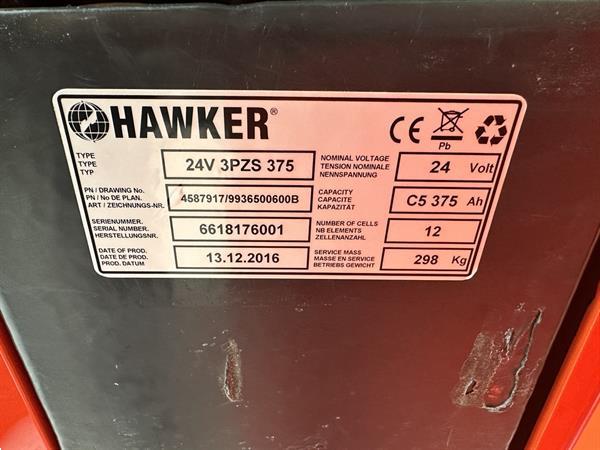 HAWKER®
CE
Pb
TYPE
TYPE
TYP
24V 3PZS 375
PN / DRAWING No.
PN / No DE PLAN.
ART / ZEICHNUNGS-NR.
4587917/9936500600B
SERIENUMMER.
SERIAL NUMBER.
HERSTELLUNGSNR.
6618176001
DATE OF PROD.
DATE DE PROD.
PROD. DATUM
13.12.2016
NOMINAL VOLTAGE
TENSION NOMINALE
NENNSPANNUNG
24 Volt
CAPACITY
CAPACITE
KAPAZITÄT
C5 375 Ah
NUMBER OF CELLS
NB ELEMENTS
ZELLENANZAHL
12
SERVICE MASS
MASSE EN SERVICE
BETRIEBS GEWICHT
298 Kg